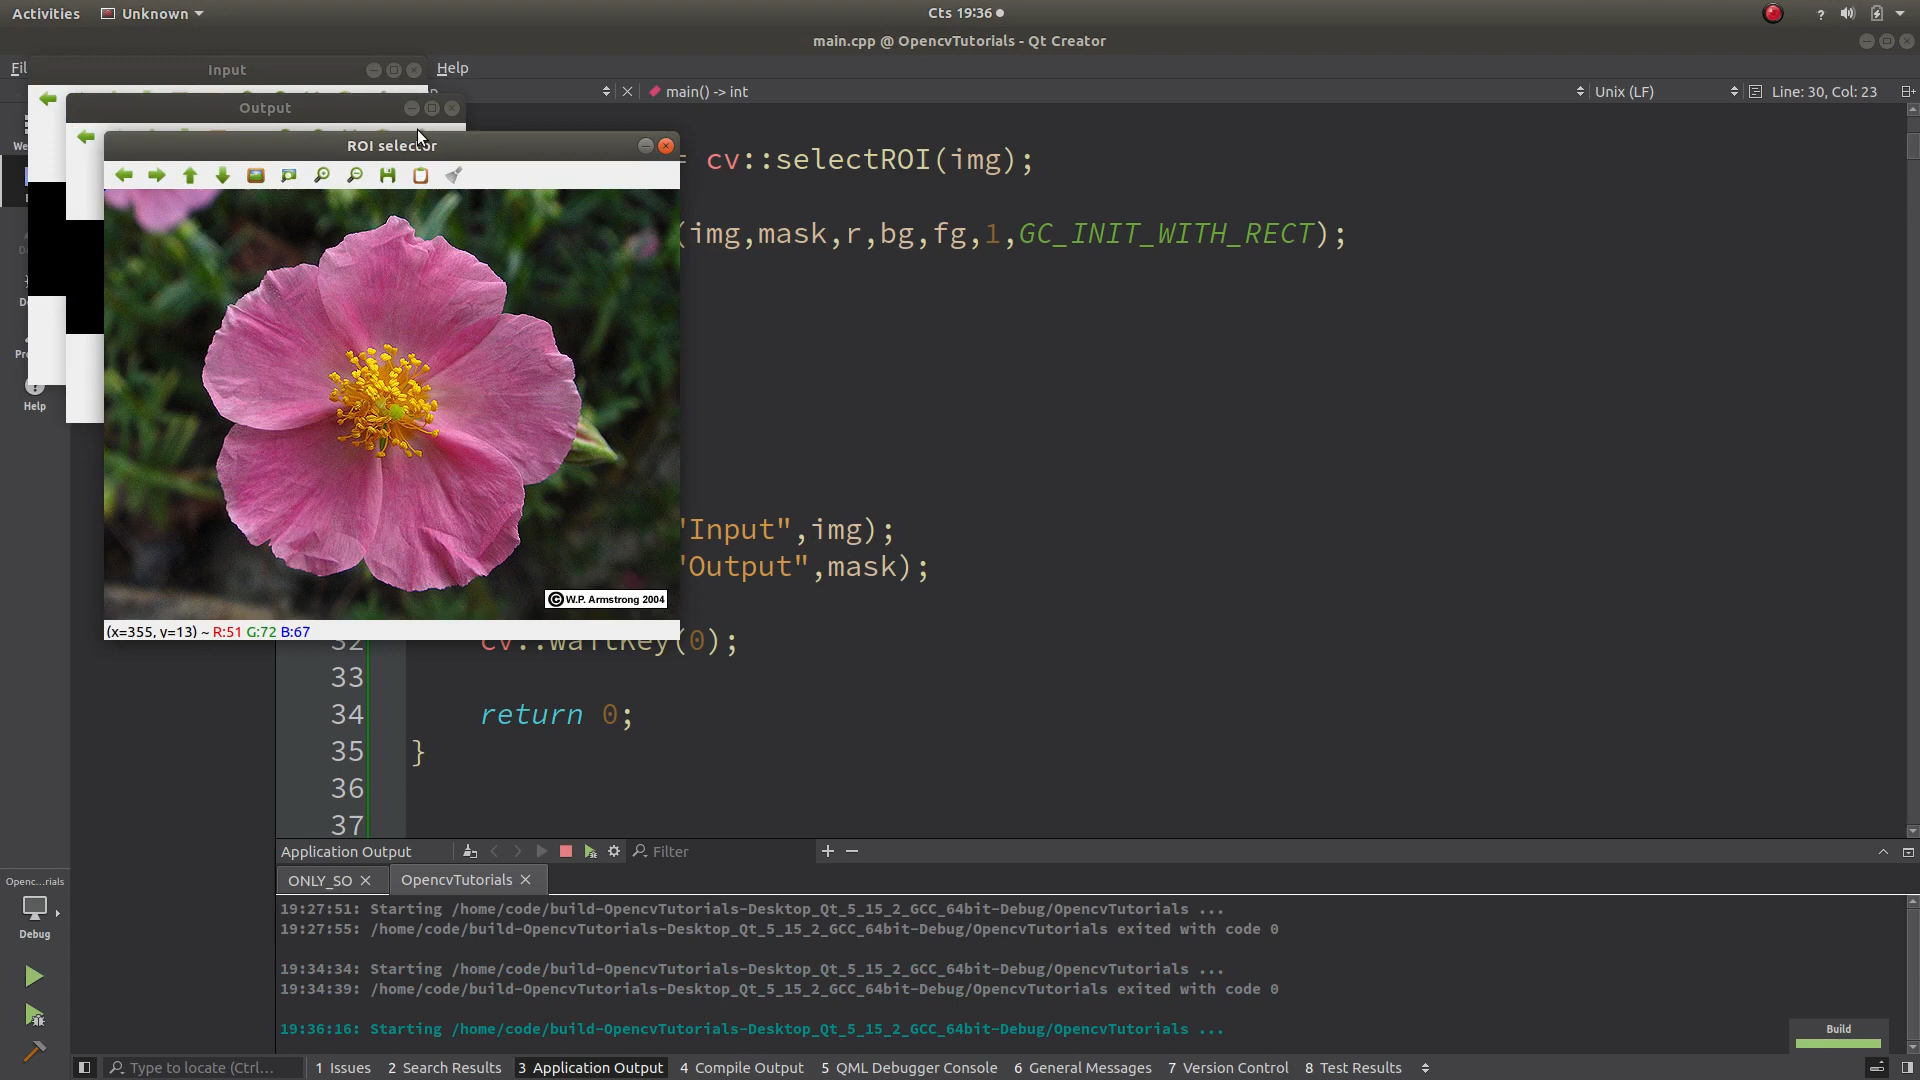 Activities
Unknown
Cts 19:36
?
main.cpp @ OpencvTutorials - Qt Creator
Input
Help
Output
main() -> int
Unix (LF)
Line: 30, Col: 23
ROI selector
= cv::selectROI(img);
(img,mask,r,bg,fg,1,GC_INIT_WITH_RECT);
Help
"Input",img);
"Output",mask);
© W.P. Armstrong 2004
(x=355, y=13) ~ R:51 G:72 B:67
32 cv::waitKey(0);
33
34 return 0;
35 }
36
37
Application Output
Filter
ONLY_SO
OpencvTutorials
Openc...rials
Debug
19:27:51: Starting /home/code/build-OpencvTutorials-Desktop_Qt_5_15_2_GCC_64bit-Debug/OpencvTutorials ...
19:27:55: /home/code/build-OpencvTutorials-Desktop_Qt_5_15_2_GCC_64bit-Debug/OpencvTutorials exited with code 0
19:34:34: Starting /home/code/build-OpencvTutorials-Desktop_Qt_5_15_2_GCC_64bit-Debug/OpencvTutorials ...
19:34:39: /home/code/build-OpencvTutorials-Desktop_Qt_5_15_2_GCC_64bit-Debug/OpencvTutorials exited with code 0
19:36:16: Starting /home/code/build-OpencvTutorials-Desktop_Qt_5_15_2_GCC_64bit-Debug/OpencvTutorials ...
Build
Type to locate (Ctrl...
1 Issues
2 Search Results
3 Application Output
4 Compile Output
5 QML Debugger Console
6 General Messages
7 Version Control
8 Test Results